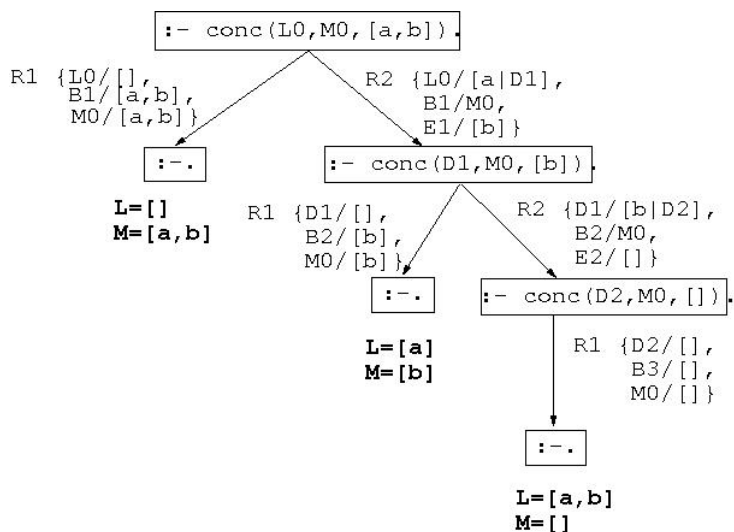 :- conc(L0,M0,[a,b]).
R1 {L0/[],
B1/[a,b],
M0/[a,b]}
R2 {L0/[a|D1],
B1/M0,
E1/[b]}
:-.
:- conc(D1,M0,[b]).
L=[]
M=[a,b]
R1 {D1/[],
B2/[b],
M0/[b]}
R2 {D1/[b|D2],
B2/M0,
E2/[]}
:-.
:- conc(D2,M0,[]).
L=[a]
M=[b]
R1 {D2/[],
B3/[],
M0/[]}
:-.
L=[a,b]
M=[]